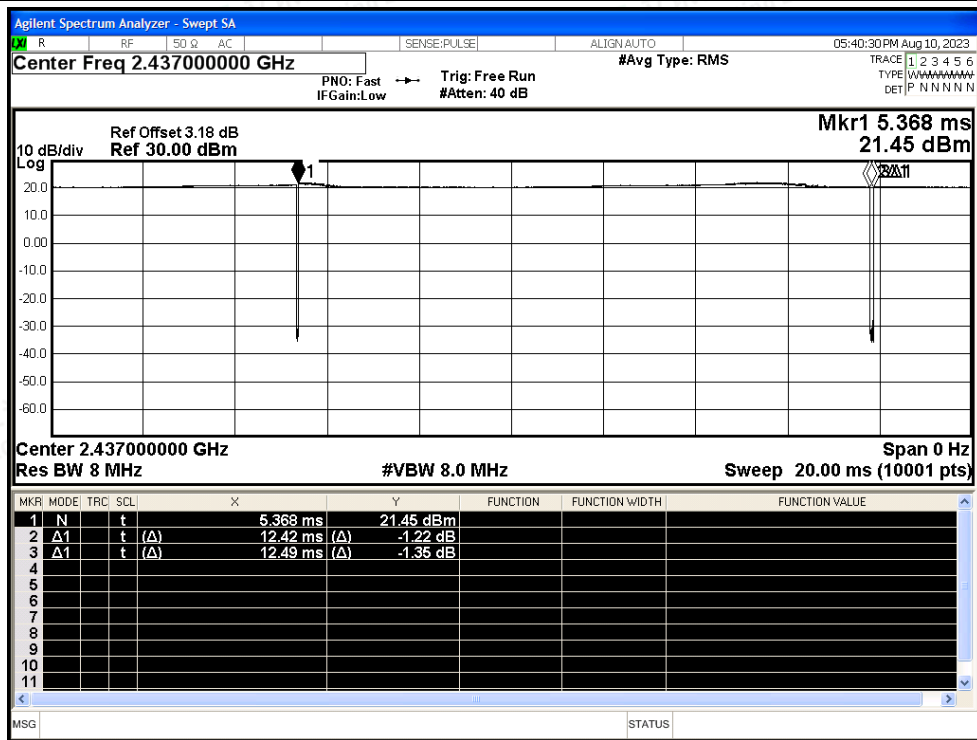 Agilent Spectrum Analyzer - Swept SA
LXI R RF 50 Ω AC SENSE:PULSE ALIGN AUTO 05:40:30 PM Aug 10, 2023
Center Freq 2.437000000 GHz
PNO: Fast
IFGain:Low
Trig: Free Run
#Atten: 40 dB
#Avg Type: RMS
TRACE 1 2 3 4 5 6
TYPE
DET P N N N N N
Mkr1 5.368 ms
21.45 dBm
Ref Offset 3.18 dB
10 dB/div Ref 30.00 dBm
Log
1
20.0
10.0
0.00
-10.0
-20.0
-30.0
-40.0
-50.0
-60.0
Center 2.437000000 GHz Span 0 Hz
Res BW 8 MHz #VBW 8.0 MHz Sweep 20.00 ms (10001 pts)
MKR MODE TRC SCL X Y FUNCTION FUNCTION WIDTH FUNCTION VALUE
1 N t 5.368 ms 21.45 dBm
2 Δ1 t (Δ) 12.42 ms (Δ) -1.22 dB
3 Δ1 t (Δ) 12.49 ms (Δ) -1.35 dB
4
5
6
7
8
9
10
11
MSG STATUS